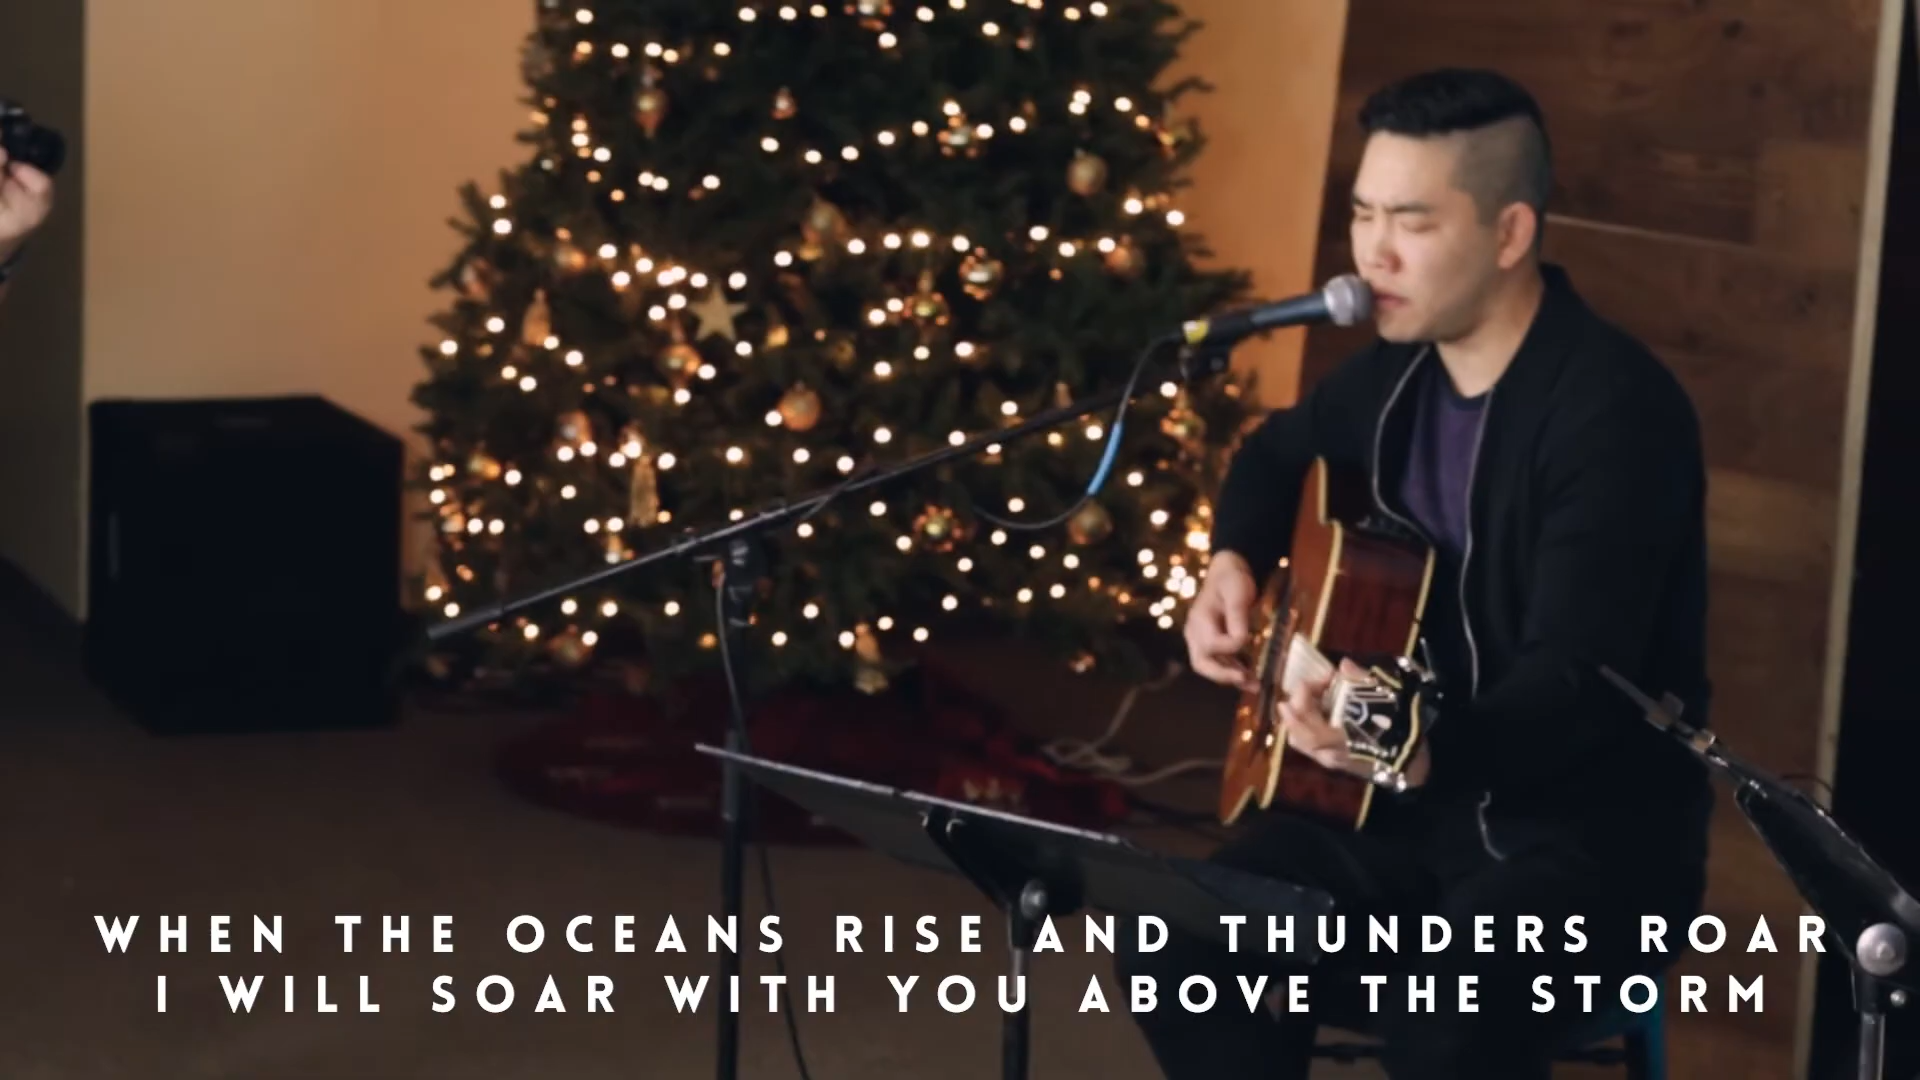 WHEN THE OCEANS RISE AND THUNDERS ROAR
I WILL SOAR WITH YOU ABOVE THE STORM